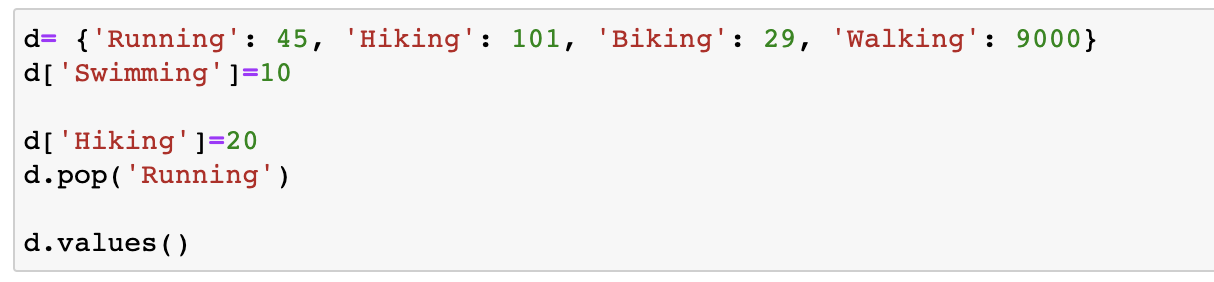 d= {'Running': 45, 'Hiking': 101, 'Biking': 29, 'Walking': 9000}
d['Swimming']=10
d['Hiking']=20
d.pop('Running')
d.values()